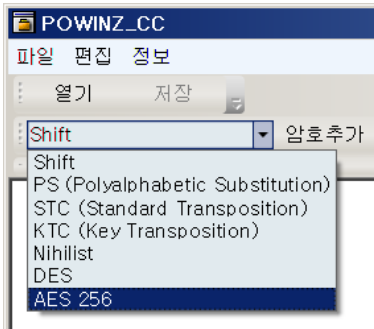 POWINZ_CC
파일 편집 정보
열기 저장
Shift 암호추가
Shift
PS (Polyalphabetic Substitution)
STC (Standard Transposition)
KTC (Key Transposition)
Nihilist
DES
AES 256